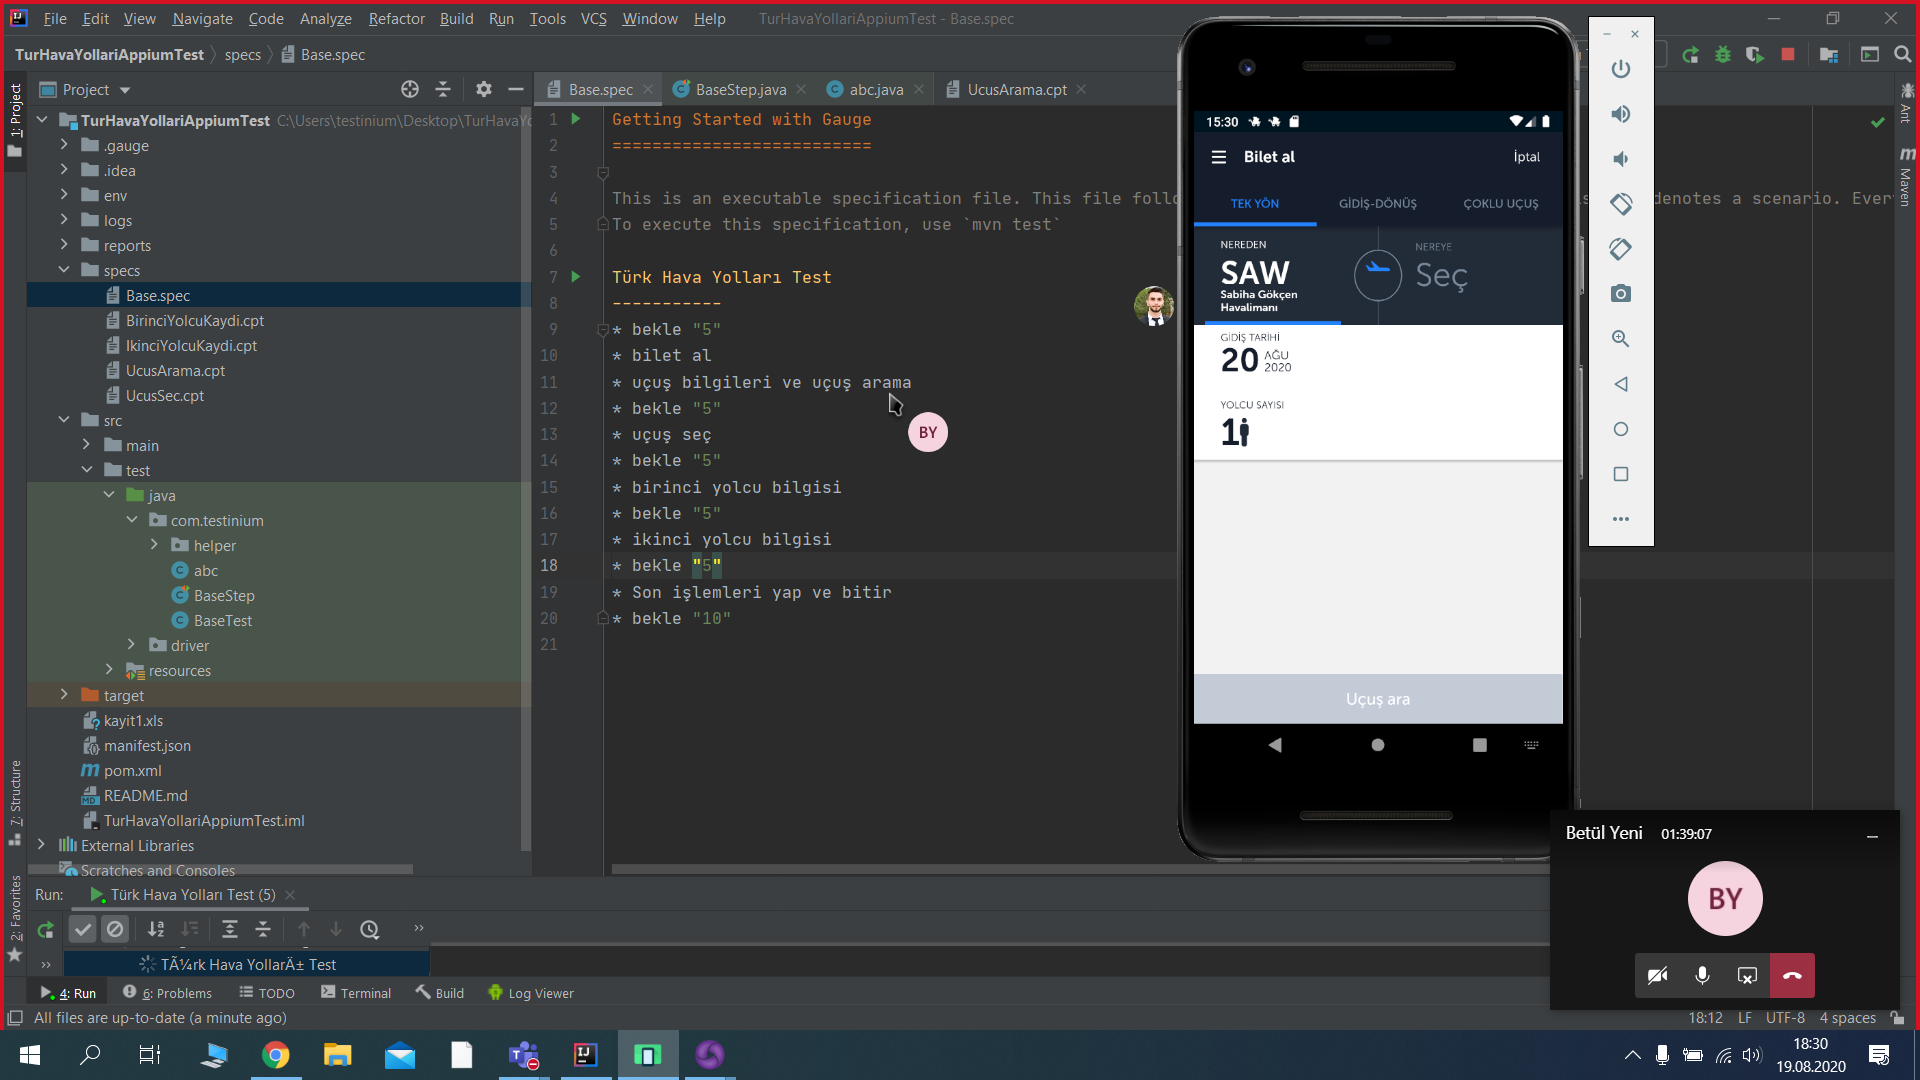 File Edit View Navigate Code Analyze Refactor Build Run Tools VCS Window Help TurHavaYollariAppiumTest - Base.spec
TurHavaYollariAppiumTest specs Base.spec
Project
Base.spec BaseStep.java abc.java UcusArama.cpt
1: Project
TurHavaYollariAppiumTest C:\Users\testinium\Desktop\TurHavaYo
.gauge
.idea
env
logs
reports
specs
Base.spec
BirinciYolcuKaydi.cpt
IkinciYolcuKaydi.cpt
UcusArama.cpt
UcusSec.cpt
src
main
test
java
com.testinium
helper
abc
BaseStep
BaseTest
driver
resources
target
kayit1.xls
manifest.json
pom.xml
README.md
TurHavaYollariAppiumTest.iml
External Libraries
Scratches and Consoles
7: Structure
2: Favorites
1 Getting Started with Gauge
2 ==========================
3
4 This is an executable specification file. This file follo
denotes a scenario. Ever
5 To execute this specification, use `mvn test`
6
7 Türk Hava Yolları Test
8 -----------
9 * bekle "5"
10 * bilet al
11 * uçuş bilgileri ve uçuş arama
12 * bekle "5"
13 * uçuş seç
14 * bekle "5"
15 * birinci yolcu bilgisi
16 * bekle "5"
17 * ikinci yolcu bilgisi
18 * bekle "5"
19 * Son işlemleri yap ve bitir
20 * bekle "10"
21
BY
15:30
Bilet al İptal
TEK YÖN GİDİŞ-DÖNÜŞ ÇOKLU UÇUŞ
NEREDEN NEREYE
SAW Seç
Sabiha Gökçen
Havalimanı
GİDİŞ TARİHİ
20 AĞU
2020
YOLCU SAYISI
1
Uçuş ara
Ant
Maven
Betül Yeni 01:39:07
BY
Run: Türk Hava Yolları Test (5)
TÃ¼rk Hava YollarÄ± Test
4: Run 6: Problems TODO Terminal Build Log Viewer
All files are up-to-date (a minute ago)
18:12 LF UTF-8 4 spaces
18:30
19.08.2020